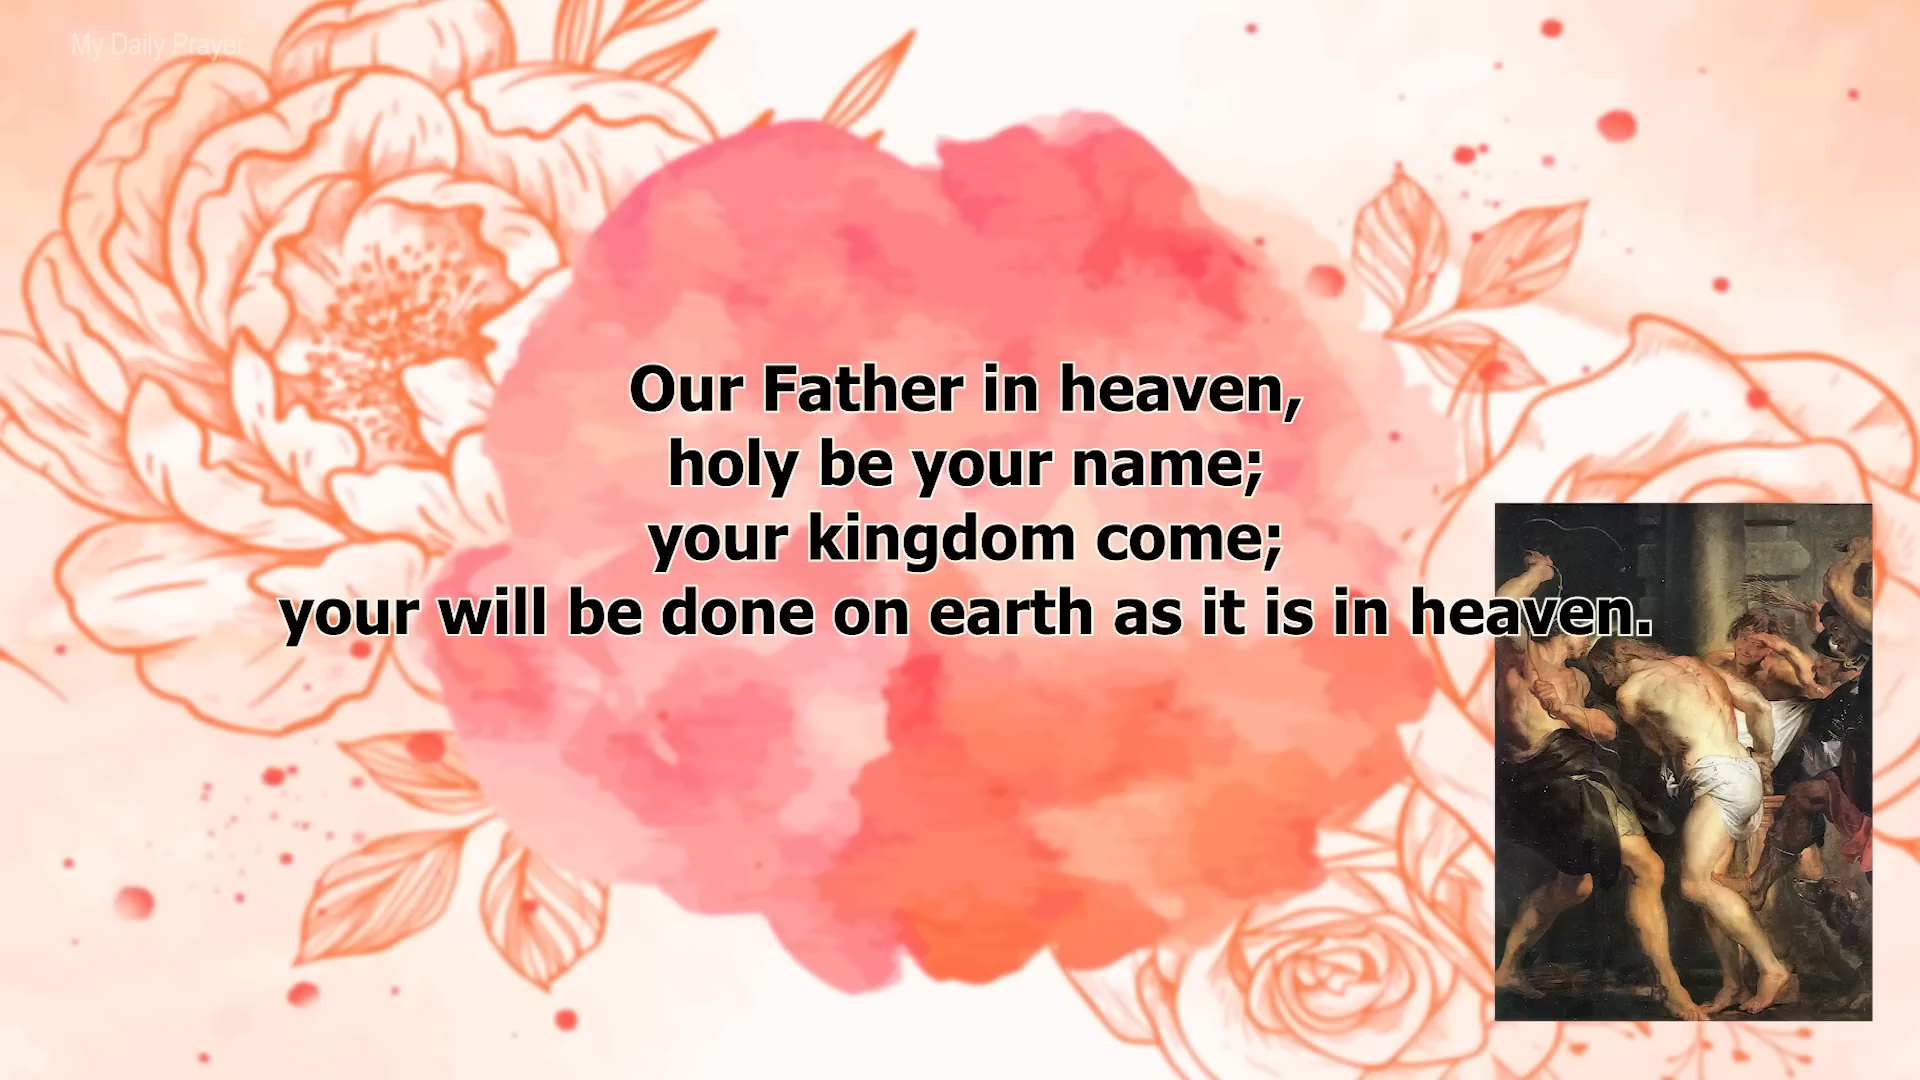 My Daily Prayer
Our Father in heaven,
holy be your name;
your kingdom come;
your will be done on earth as it is in heaven.